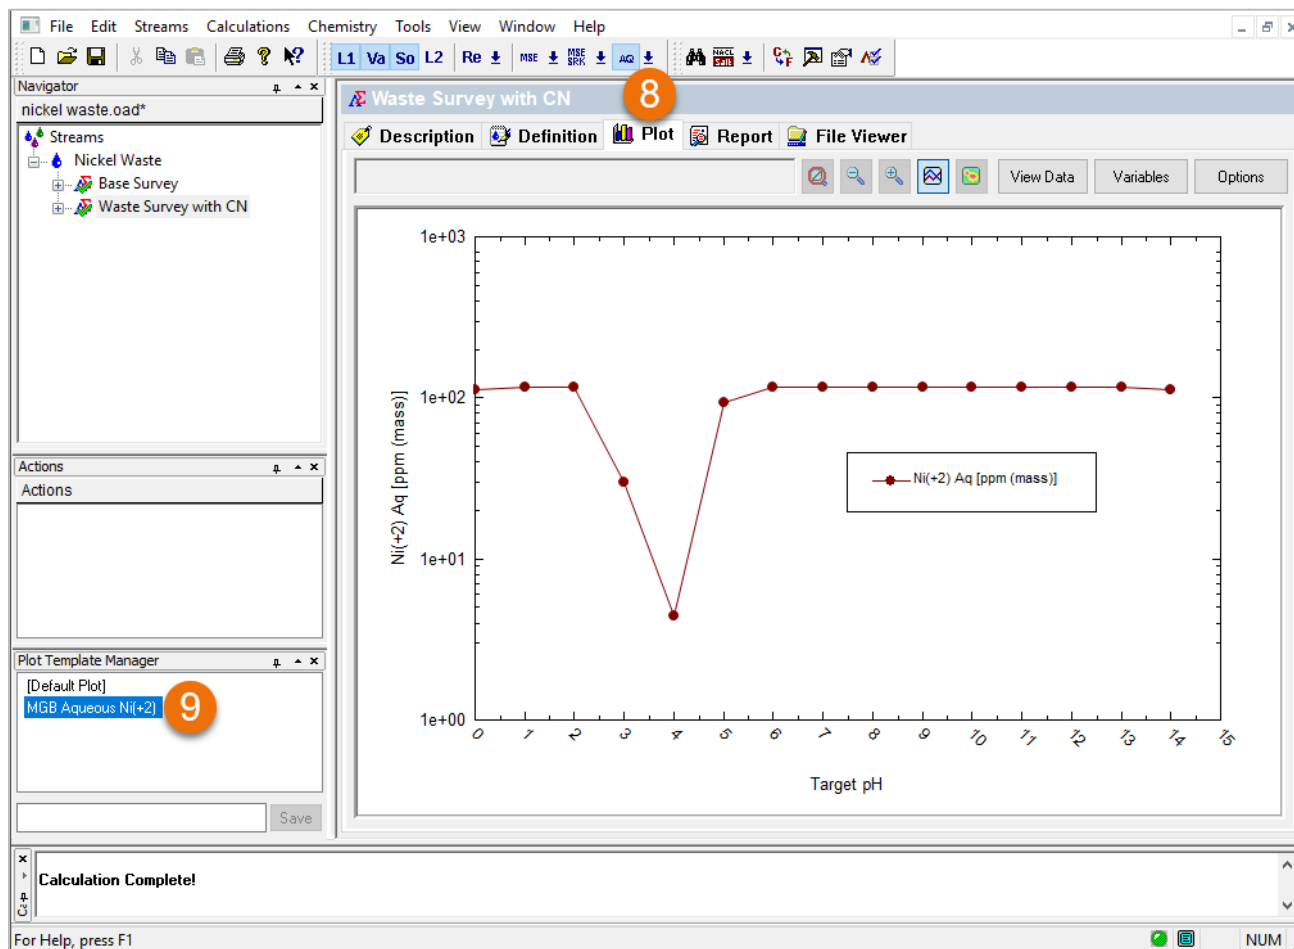 File Edit Streams Calculations Chemistry Tools View Window Help
L1 Va So L2 Re MSE MSE SRK AQ NACL
Navigator
nickel waste.oad*
Streams
Nickel Waste
Base Survey
Waste Survey with CN
Actions
Actions
Plot Template Manager
[Default Plot]
MGB Aqueous Ni(+2)
9
Save
Waste Survey with CN
8
Description Definition Plot Report File Viewer
View Data Variables Options
1e+03
1e+02
1e+01
1e+00
Ni(+2) Aq [ppm (mass)]
Ni(+2) Aq [ppm (mass)]
0 1 2 3 4 5 6 7 8 9 10 11 12 13 14 15
Target pH
Calculation Complete!
For Help, press F1
NUM